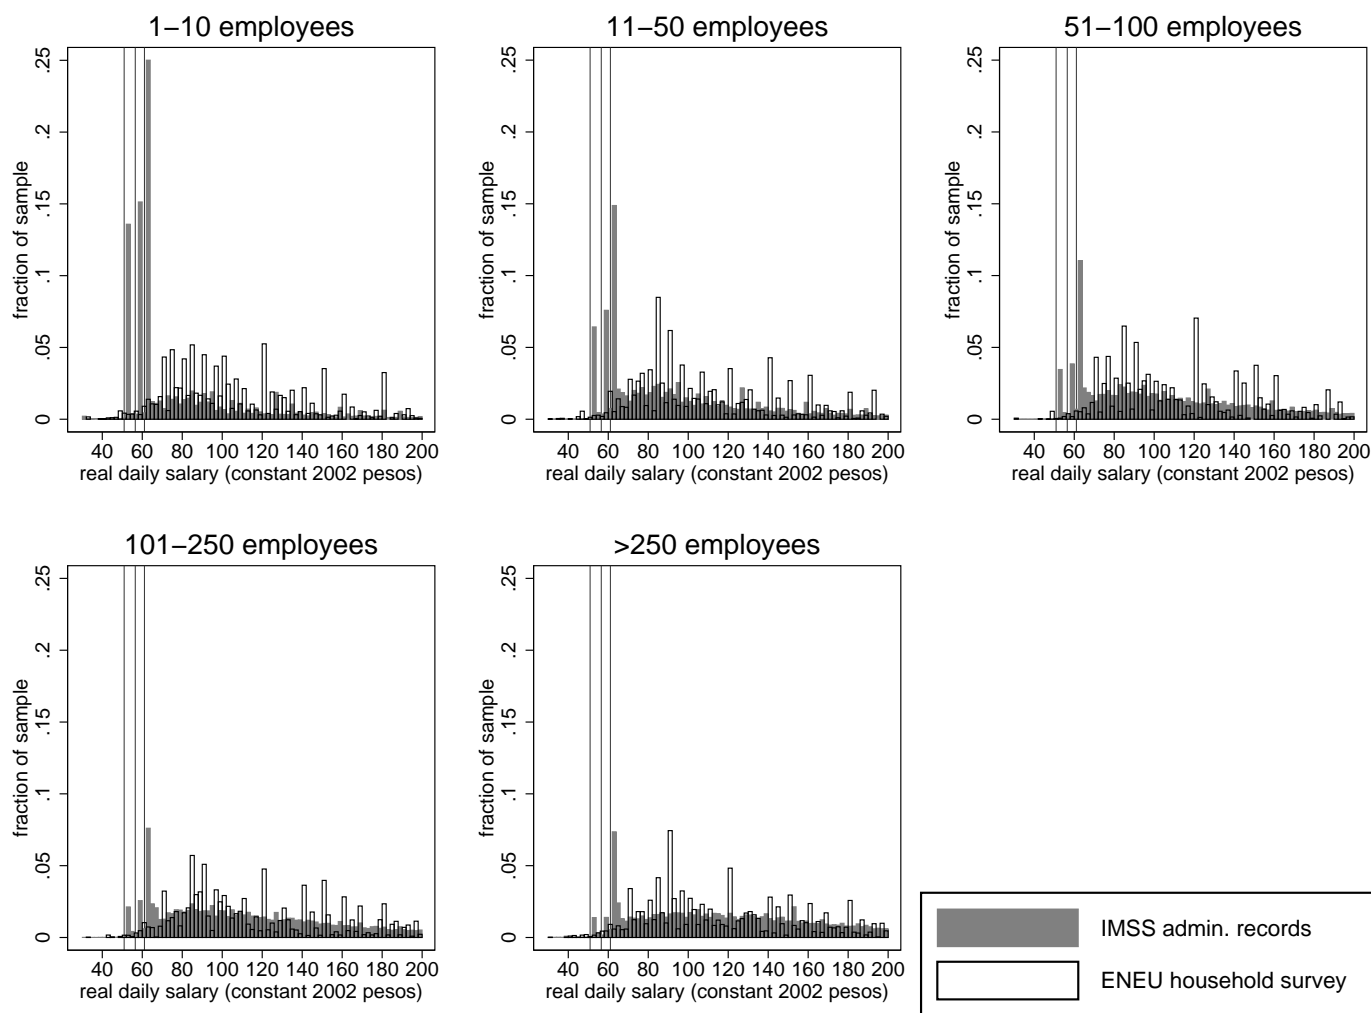 1–10 employees
fraction of sample
0 .05 .1 .15 .2 .25
40 60 80 100 120 140 160 180 200
real daily salary (constant 2002 pesos)
11–50 employees
fraction of sample
0 .05 .1 .15 .2 .25
40 60 80 100 120 140 160 180 200
real daily salary (constant 2002 pesos)
51–100 employees
fraction of sample
0 .05 .1 .15 .2 .25
40 60 80 100 120 140 160 180 200
real daily salary (constant 2002 pesos)
101–250 employees
fraction of sample
0 .05 .1 .15 .2 .25
40 60 80 100 120 140 160 180 200
real daily salary (constant 2002 pesos)
>250 employees
fraction of sample
0 .05 .1 .15 .2 .25
40 60 80 100 120 140 160 180 200
real daily salary (constant 2002 pesos)
IMSS admin. records
ENEU household survey